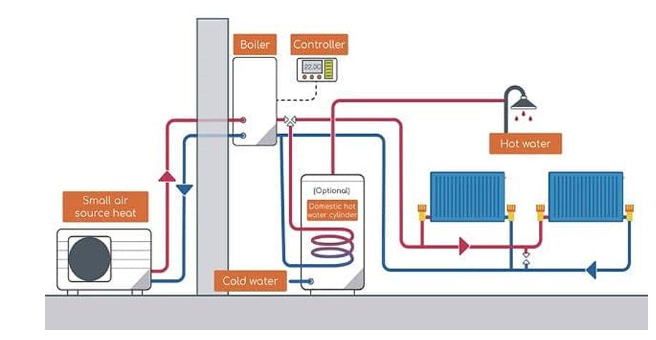 Boiler
Controller
22.0C
Hot water
Small air
source heat
(Optional)
Domestic hot
water cylinder
Cold water